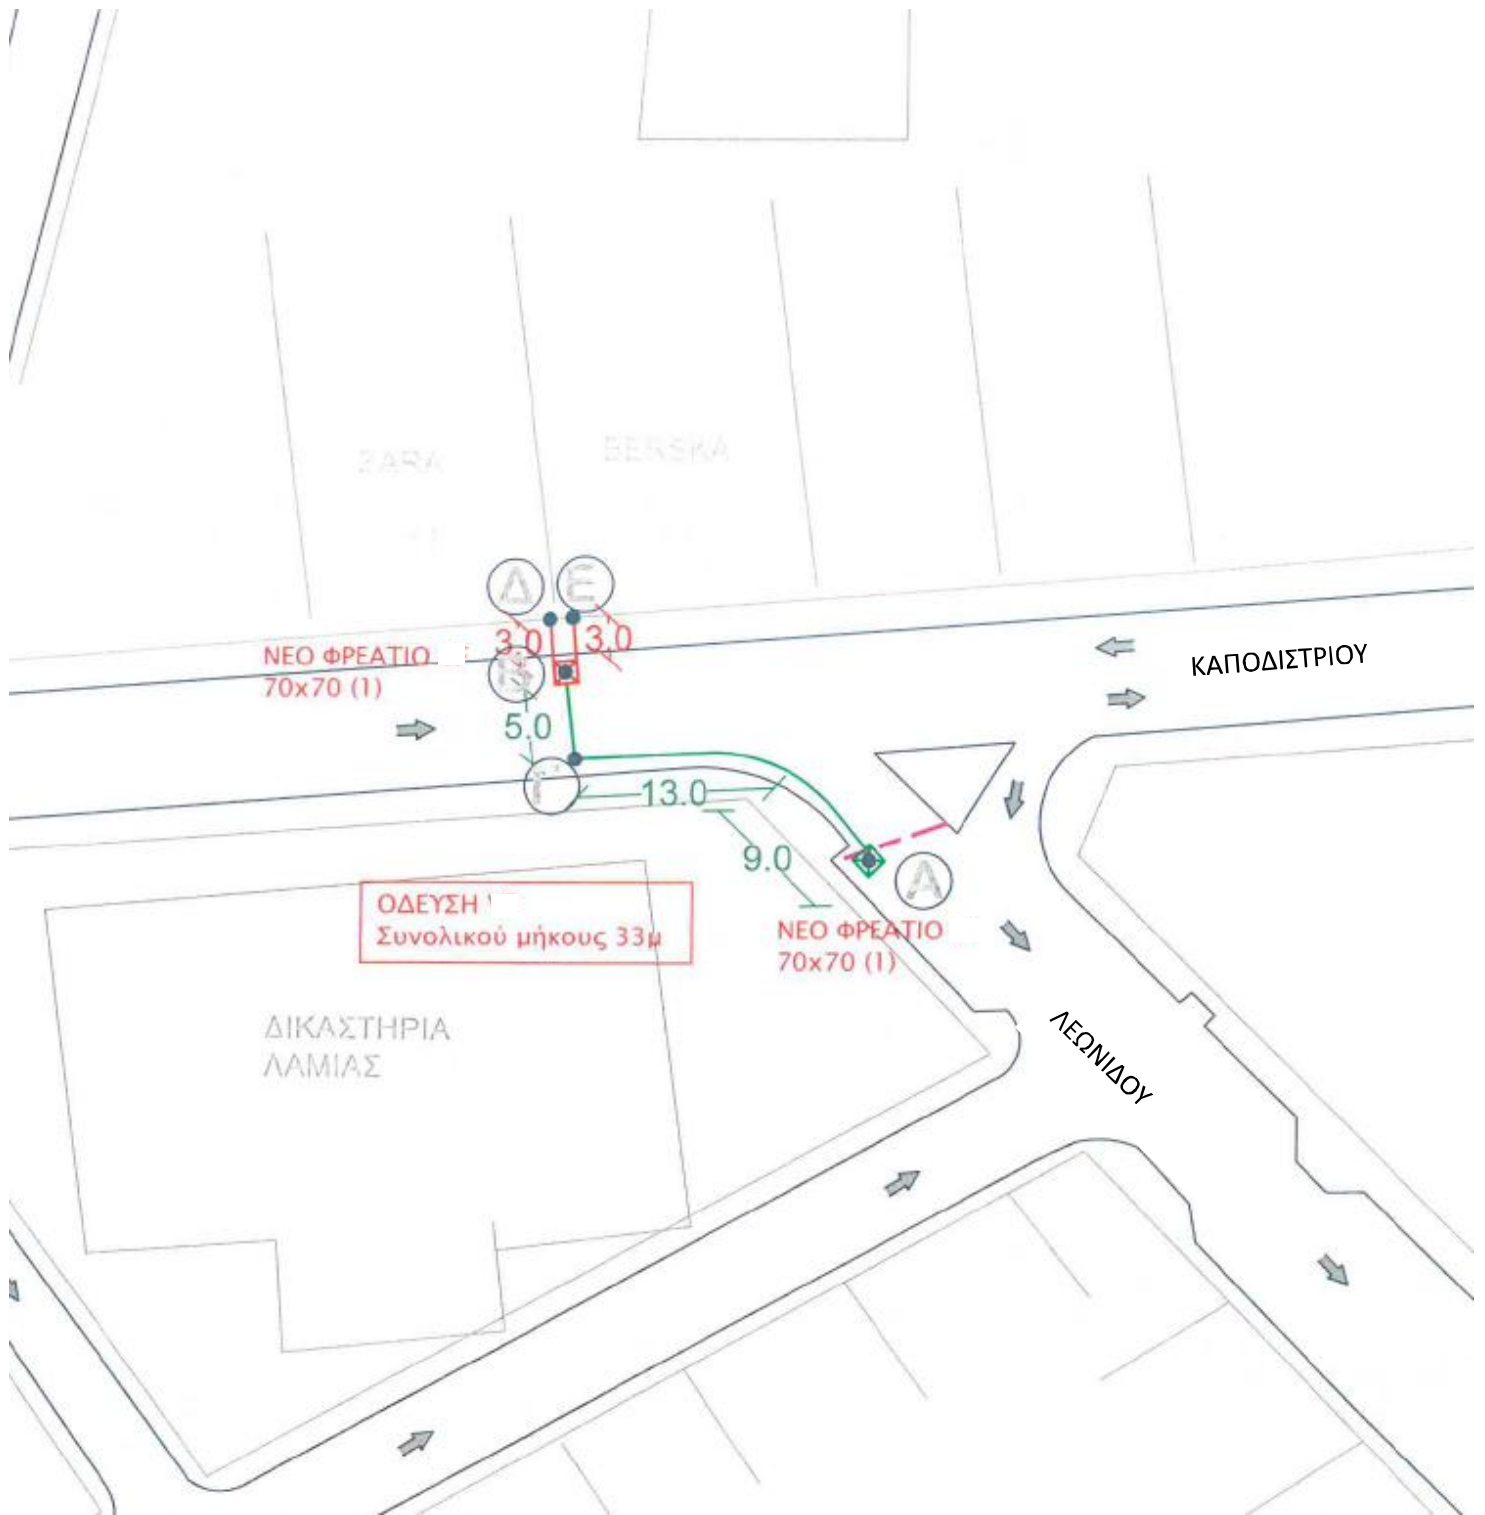 ZARA
BERSKA
Δ
Ε
3.0
3.0
ΝΕΟ ΦΡΕΑΤΙΟ
70x70 (1)
5.0
13.0
9.0
Α
ΚΑΠΟΔΙΣΤΡΙΟΥ
ΟΔΕΥΣΗ
Συνολικού μήκους 33μ
ΝΕΟ ΦΡΕΑΤΙΟ
70x70 (1)
ΔΙΚΑΣΤΗΡΙΑ
ΛΑΜΙΑΣ
ΛΕΩΝΙΔΟΥ